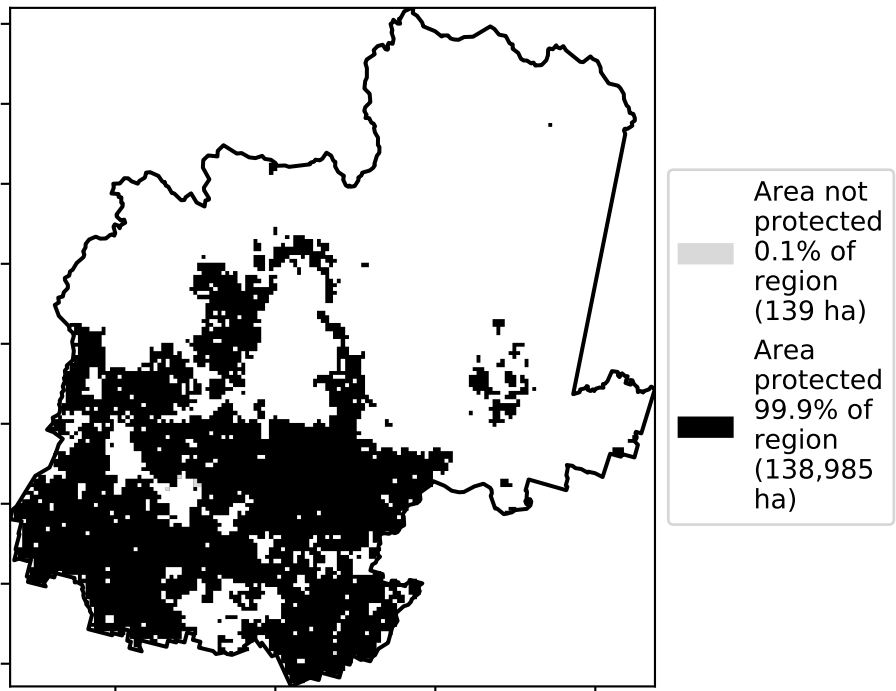 Area not
protected
0.1% of
region
(139 ha)
Area
protected
99.9% of
region
(138,985
ha)